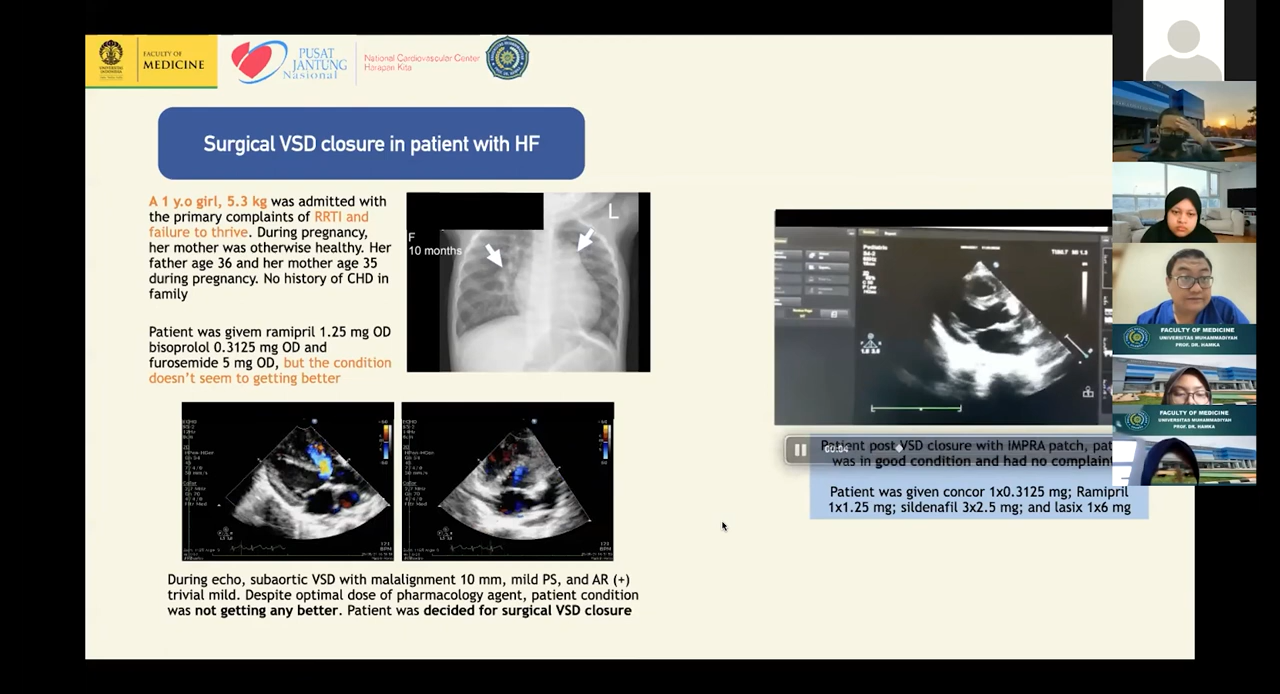 FACULTY OF
MEDICINE
PUSAT
JANTUNG
Nasional
National Cardiovascular Center
Harapan Kita
Surgical VSD closure in patient with HF
A 1 y.o girl, 5.3 kg was admitted with
the primary complaints of RRTI and
failure to thrive. During pregnancy,
her mother was otherwise healthy. Her
father age 36 and her mother age 35
during pregnancy. No history of CHD in
family
Patient was givem ramipril 1.25 mg OD
bisoprolol 0.3125 mg OD and
furosemide 5 mg OD, but the condition
doesn't seem to getting better
F
10 months
L
During echo, subaortic VSD with malalignment 10 mm, mild PS, and AR (+)
trivial mild. Despite optimal dose of pharmacology agent, patient condition
was not getting any better. Patient was decided for surgical VSD closure
Patient post VSD closure with IMPRA patch, pat
was in good condition and had no complain
00:04
Patient was given concor 1x0.3125 mg; Ramipril
1x1.25 mg; sildenafil 3x2.5 mg; and lasix 1x6 mg
FACULTY OF MEDICINE
UNIVERSITAS MUHAMMADIYAH
PROF. DR. HAMKA
FACULTY OF MEDICINE
UNIVERSITAS MUHAMMADIYAH
PROF. DR. HAMKA